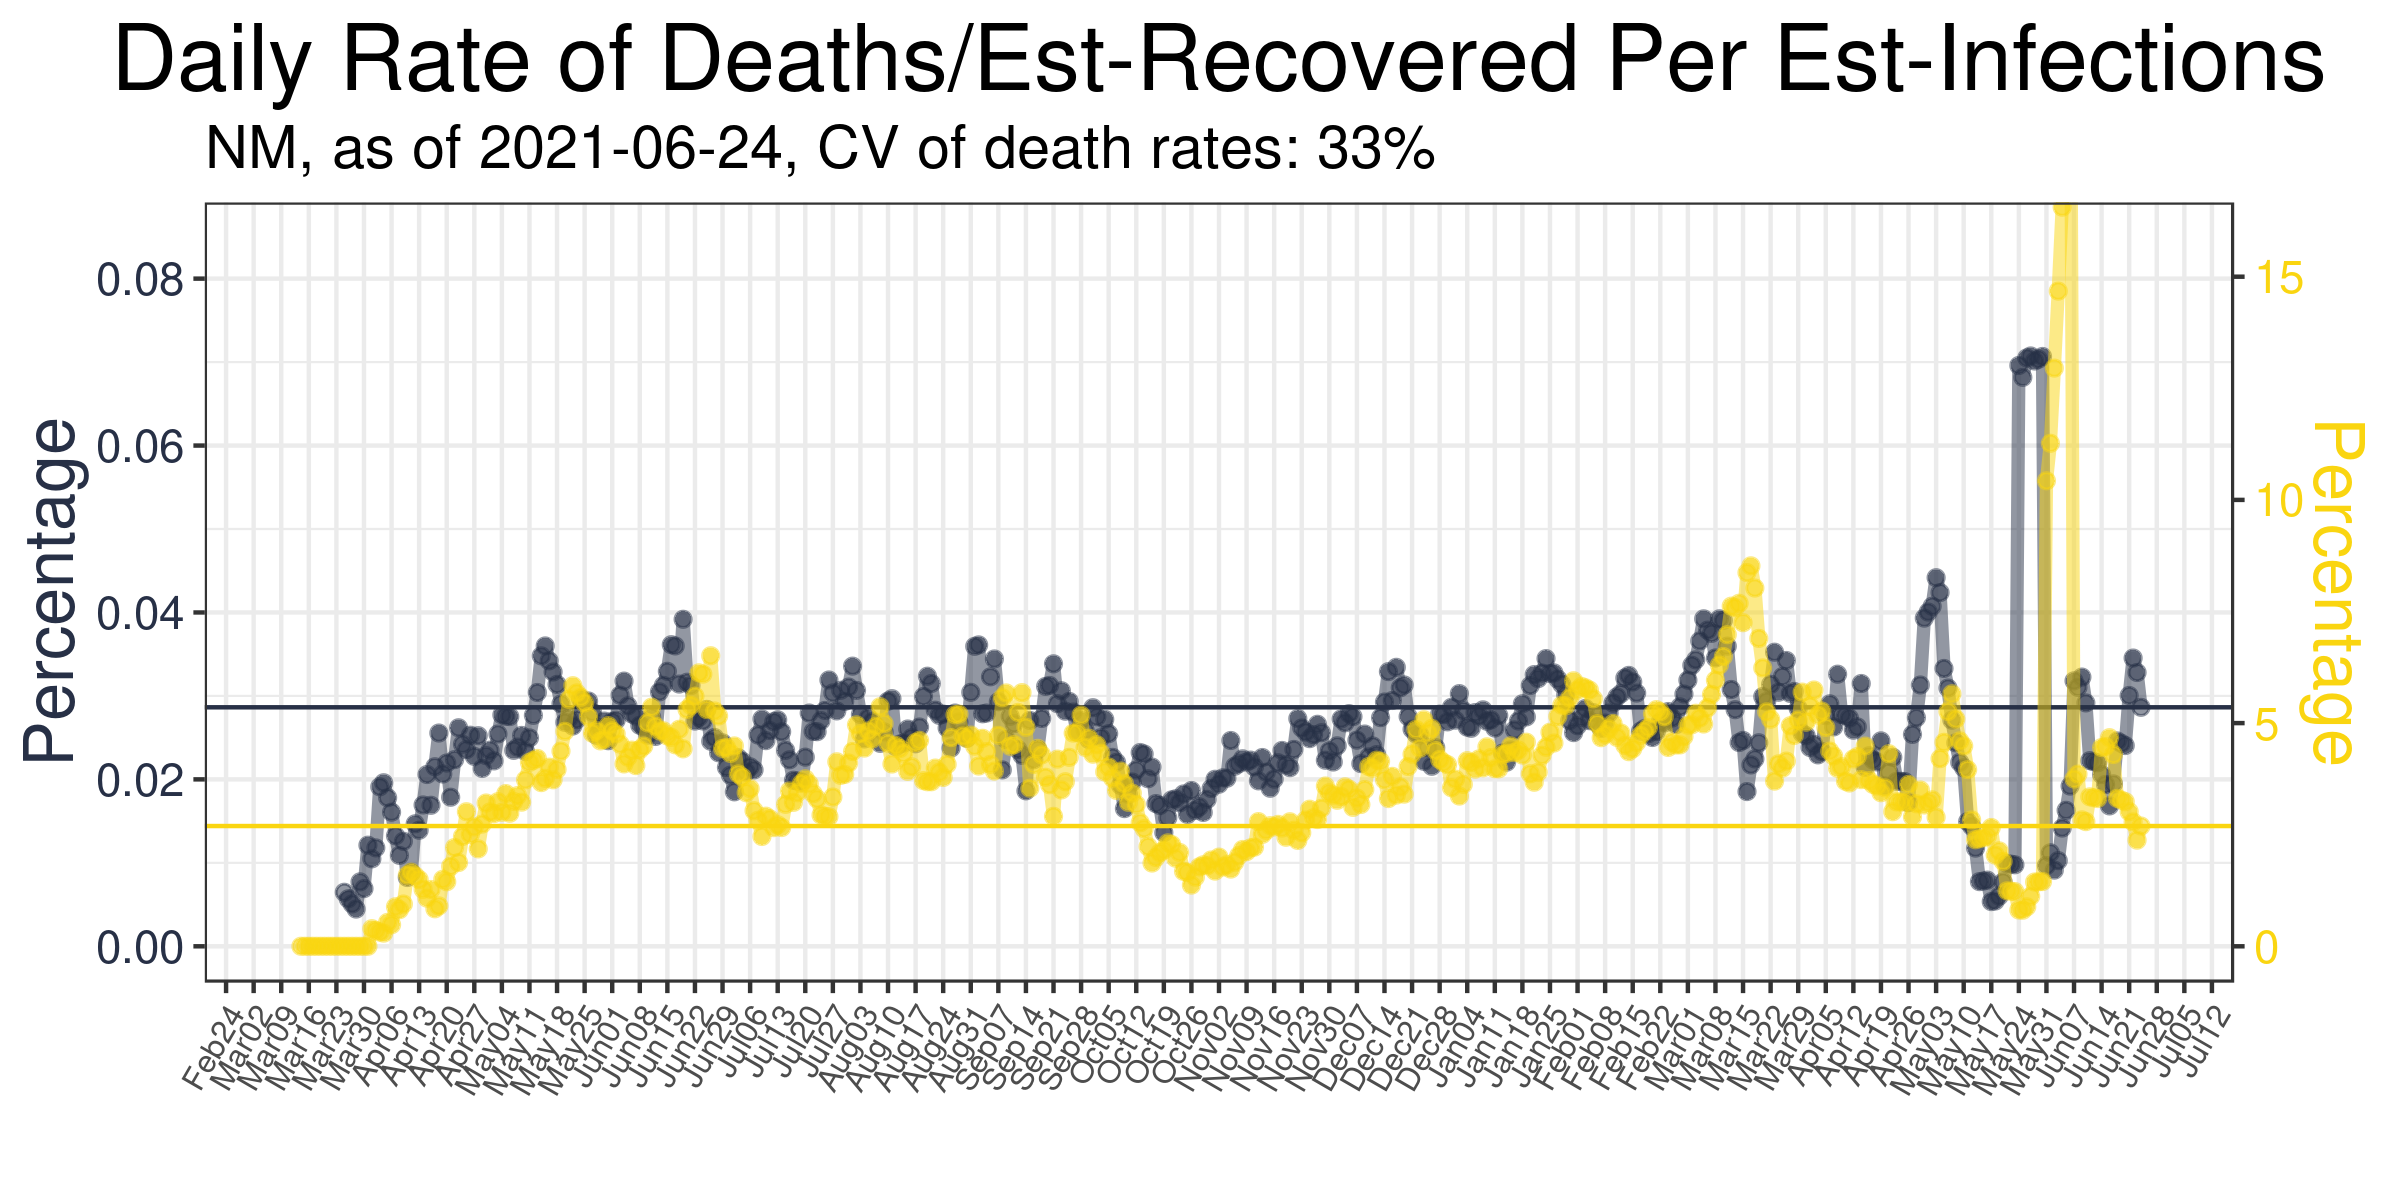 Daily Rate of Deaths/Est-Recovered Per Est-Infections
NM, as of 2021-06-24, CV of death rates: 33%
Percentage
0.08
0.06
0.04
0.02
0.00
15
10
5
0
Percentage
Feb24
Mar02
Mar09
Mar16
Mar23
Mar30
Apr06
Apr13
Apr20
Apr27
May04
May11
May18
May25
Jun01
Jun08
Jun15
Jun22
Jun29
Jul06
Jul13
Jul20
Jul27
Aug03
Aug10
Aug17
Aug24
Aug31
Sep07
Sep14
Sep21
Sep28
Oct05
Oct12
Oct19
Oct26
Nov02
Nov09
Nov16
Nov23
Nov30
Dec07
Dec14
Dec21
Dec28
Jan04
Jan11
Jan18
Jan25
Feb01
Feb08
Feb15
Feb22
Mar01
Mar08
Mar15
Mar22
Mar29
Apr05
Apr12
Apr19
Apr26
May03
May10
May17
May24
May31
Jun07
Jun14
Jun21
Jun28
Jul05
Jul12